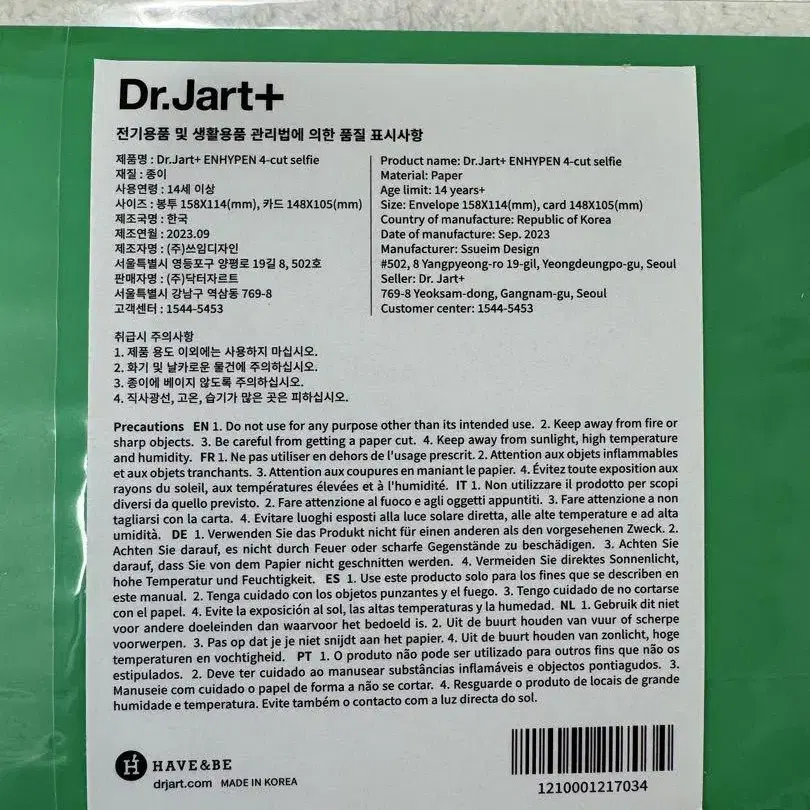 Dr.Jart+
전기용품 및 생활용품 관리법에 의한 품질 표시사항
제품명 : Dr.Jart+ ENHYPEN 4-cut selfie
재질 : 종이
사용연령 : 14세 이상
사이즈 : 봉투 158X114(mm), 카드 148X105(mm)
제조국명 : 한국
제조연월 : 2023.09
제조자명 : (주)쓰임디자인
서울특별시 영등포구 양평로 19길 8, 502호
판매자명 : (주)닥터자르트
서울특별시 강남구 역삼동 769-8
고객센터 : 1544-5453
Product name: Dr.Jart+ ENHYPEN 4-cut selfie
Material: Paper
Age limit: 14 years+
Size: Envelope 158X114(mm), card 148X105(mm)
Country of manufacture: Republic of Korea
Date of manufacture: Sep. 2023
Manufacturer: Ssueim Design
#502, 8 Yangpyeong-ro 19-gil, Yeongdeungpo-gu, Seoul
Seller: Dr. Jart+
769-8 Yeoksam-dong, Gangnam-gu, Seoul
Customer center: 1544-5453
취급시 주의사항
1. 제품 용도 이외에는 사용하지 마십시오.
2. 화기 및 날카로운 물건에 주의하십시오.
3. 종이에 베이지 않도록 주의하십시오.
4. 직사광선, 고온, 습기가 많은 곳은 피하십시오.
Precautions EN 1. Do not use for any purpose other than its intended use. 2. Keep away from fire or
sharp objects. 3. Be careful from getting a paper cut. 4. Keep away from sunlight, high temperature
and humidity. FR 1. Ne pas utiliser en dehors de l'usage prescrit. 2. Attention aux objets inflammables
et aux objets tranchants. 3. Attention aux coupures en maniant le papier. 4. Évitez toute exposition aux
rayons du soleil, aux températures élevées et à l'humidité. IT 1. Non utilizzare il prodotto per scopi
diversi da quello previsto. 2. Fare attenzione al fuoco e agli oggetti appuntiti. 3. Fare attenzione a non
tagliarsi con la carta. 4. Evitare luoghi esposti alla luce solare diretta, alle alte temperature e ad alta
umidità. DE 1. Verwenden Sie das Produkt nicht für einen anderen als den vorgesehenen Zweck. 2.
Achten Sie darauf, es nicht durch Feuer oder scharfe Gegenstände zu beschädigen. 3. Achten Sie
darauf, dass Sie von dem Papier nicht geschnitten werden. 4. Vermeiden Sie direktes Sonnenlicht,
hohe Temperatur und Feuchtigkeit. ES 1. Use este producto solo para los fines que se describen en
este manual. 2. Tenga cuidado con los objetos punzantes y el fuego. 3. Tengo cuidado de no cortarse
con el papel. 4. Evite la exposición al sol, las altas temperaturas y la humedad. NL 1. Gebruik dit niet
voor andere doeleinden dan waarvoor het bedoeld is. 2. Uit de buurt houden van vuur of scherpe
voorwerpen. 3. Pas op dat je je niet snijdt aan het papier. 4. Uit de buurt houden van zonlicht, hoge
temperaturen en vochtigheid. PT 1. O produto não pode ser utilizado para outros fins que não os
estipulados. 2. Deve ter cuidado ao manusear substâncias inflamáveis e objectos pontiagudos. 3.
Manuseie com cuidado o papel de forma a não se cortar. 4. Resguarde o produto de locais de grande
humidade e temperatura. Evite também o contacto com a luz directa do sol.
HAVE&BE
drjart.com MADE IN KOREA
1210001217034